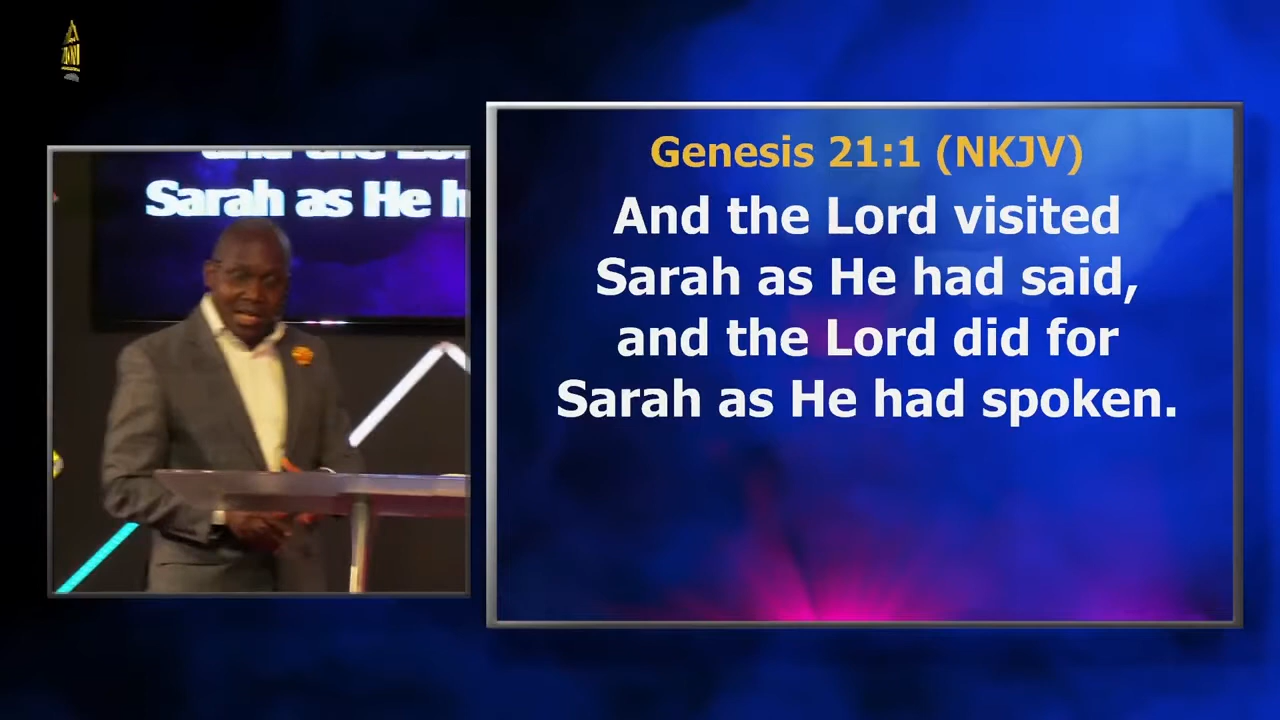 Sarah as He h
Genesis 21:1 (NKJV)
And the Lord visited
Sarah as He had said,
and the Lord did for
Sarah as He had spoken.